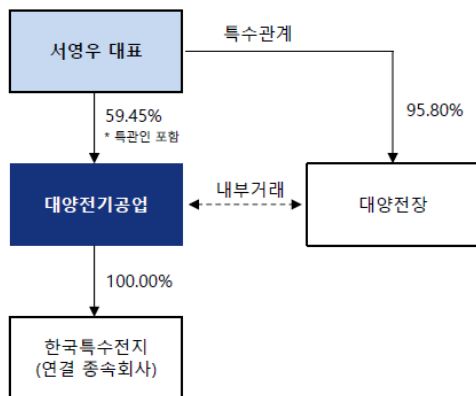 서영우 대표
특수관계
59.45%
* 특관인 포함
95.80%
대양전기공업
내부거래
대양전장
100.00%
한국특수전지
(연결 종속회사)